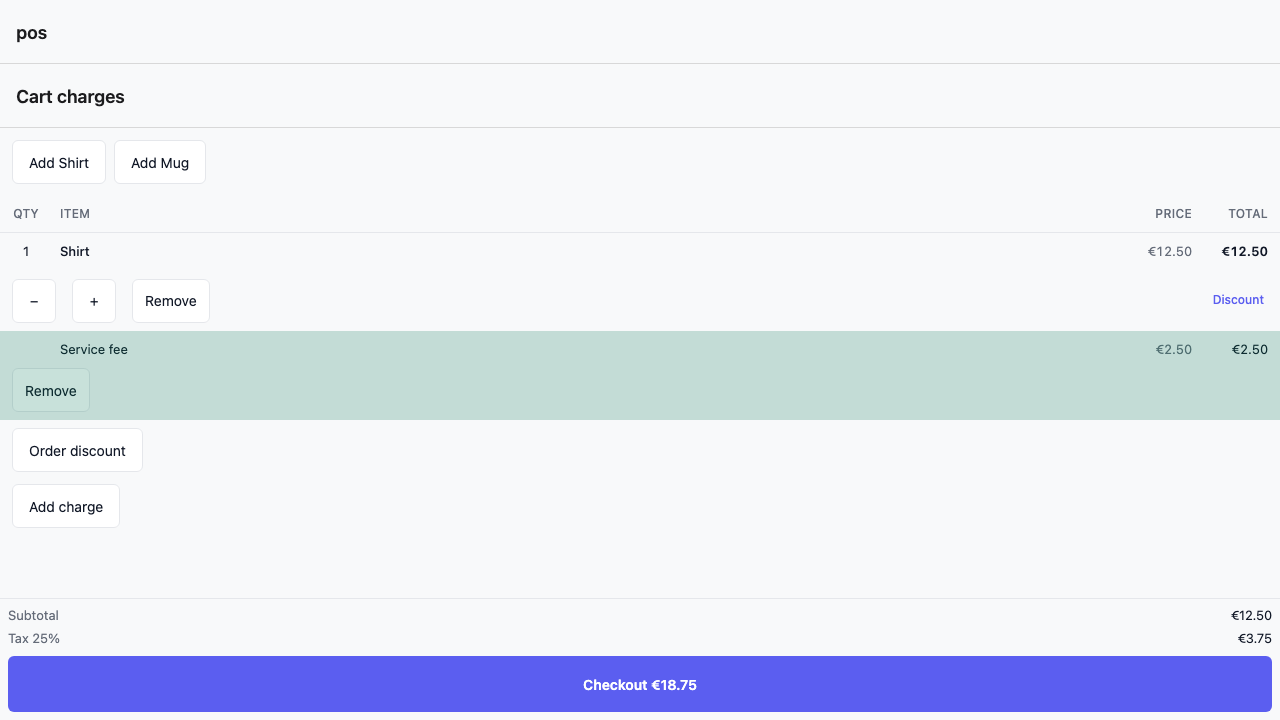 pos
Cart charges
Add Shirt Add Mug
QTY ITEM PRICE TOTAL
1 Shirt €12.50 €12.50
− + Remove Discount
Service fee €2.50 €2.50
Remove
Order discount
Add charge
Subtotal €12.50
Tax 25% €3.75
Checkout €18.75